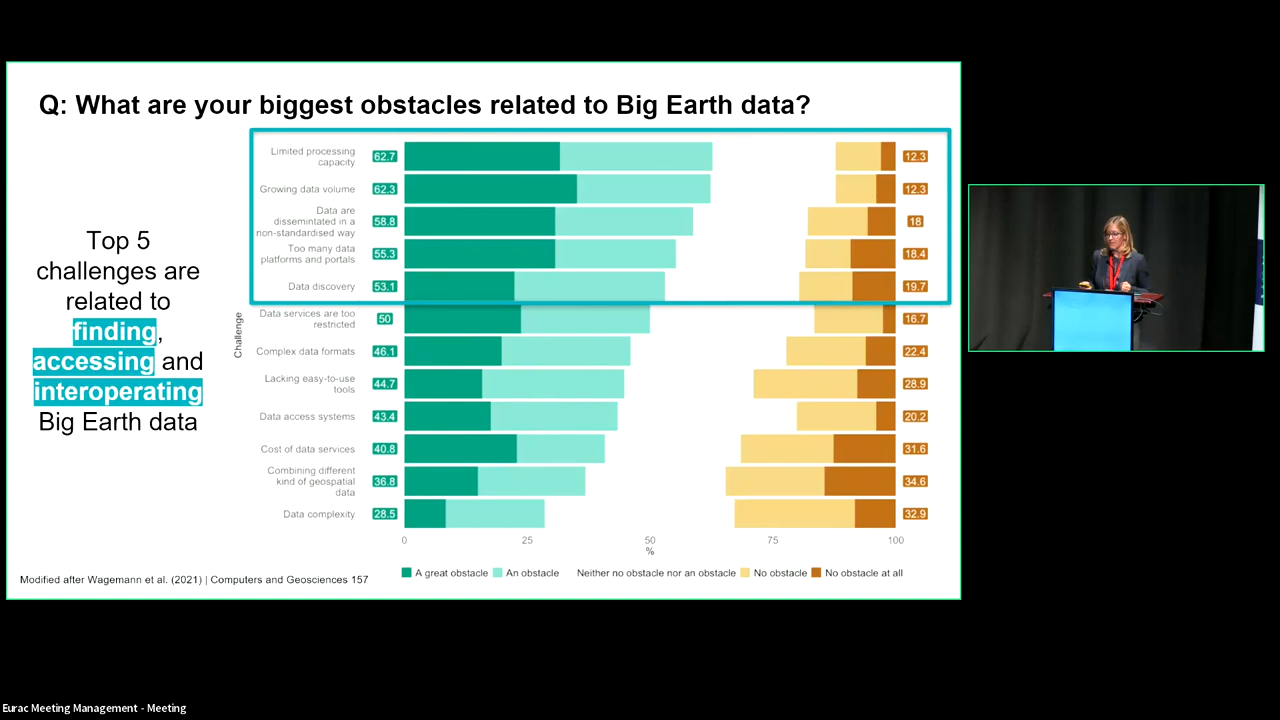 Q: What are your biggest obstacles related to Big Earth data?
Top 5
challenges are
related to
finding,
accessing and
interoperating
Big Earth data
Challenge
Limited processing
capacity
62.7
12.3
Growing data volume
62.3
12.3
Data are
dissemintated in a
non-standardised way
58.8
18
Too many data
platforms and portals
55.3
18.4
Data discovery
53.1
19.7
Data services are too
restricted
50
16.7
Complex data formats
46.1
22.4
Lacking easy-to-use
tools
44.7
28.9
Data access systems
43.4
20.2
Cost of data services
40.8
31.6
Combining different
kind of geospatial
data
36.8
34.6
Data complexity
28.5
32.9
0 25 50 75 100
%
A great obstacle An obstacle Neither no obstacle nor an obstacle No obstacle No obstacle at all
Modified after Wagemann et al. (2021) | Computers and Geosciences 157
Eurac Meeting Management - Meeting